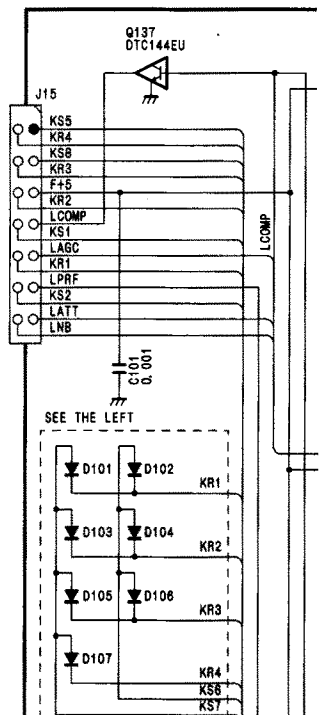 Q137
DTC144EU
J15
KS5
KR4
KS8
KR3
F+5
KR2
LCOMP
KS1
LAGC
KR1
LPRF
KS2
LATT
LNB
LCOMP
C101
0.001
SEE THE LEFT
D101
D102
KR1
D103
D104
KR2
D105
D106
KR3
D107
KR4
KS6
KS7